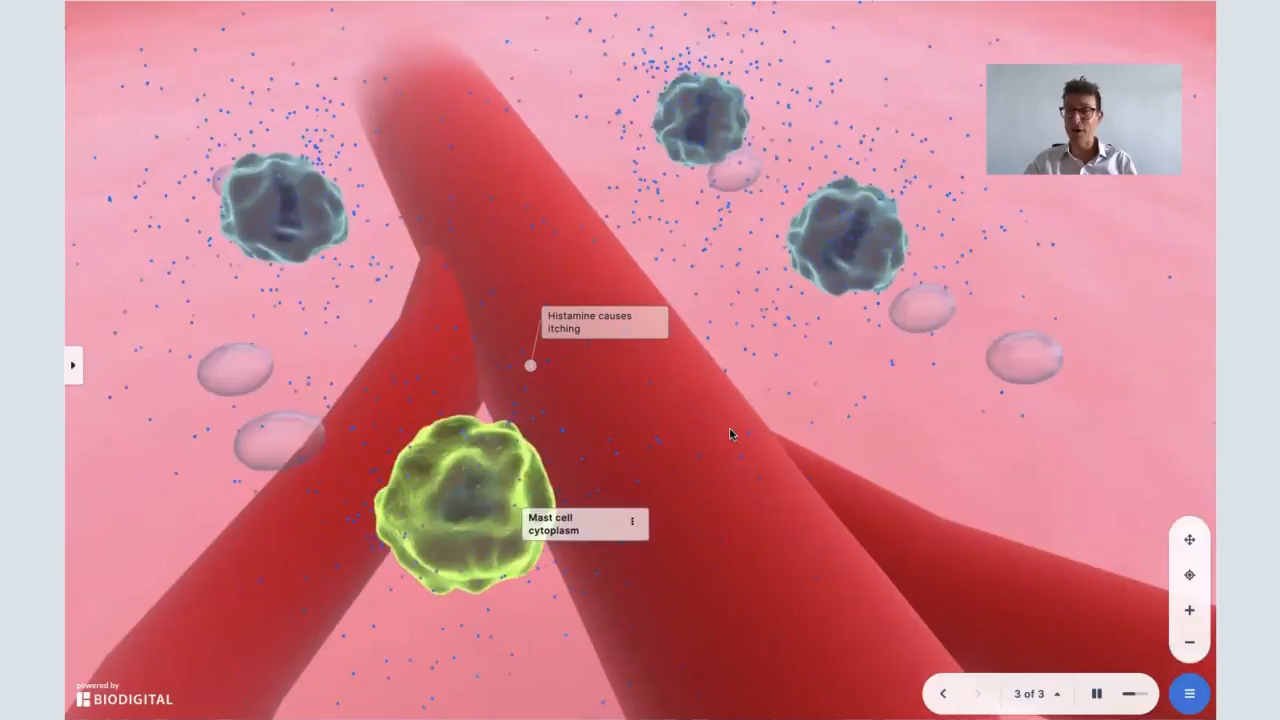 Histamine causes
itching
Mast cell
cytoplasm
powered by
BIODIGITAL
3 of 3